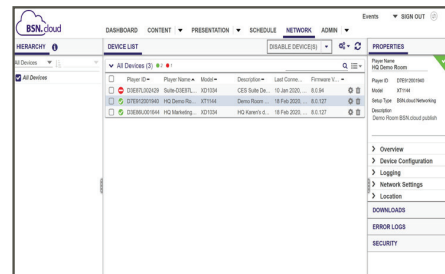 Events ▼ SIGN OUT
BSN.cloud
DASHBOARD CONTENT ▼ PRESENTATION ▼ SCHEDULE NETWORK ADMIN ▼
HIERARCHY
DEVICE LIST
DISABLE DEVICE(S) ▼
PROPERTIES
All Devices
All Devices
All Devices (3)
Player ID Player Name Model Description Last Conne... Firmware V...
D3E87L002429 Suite-D3E87L... XD1034 CES Suite De... 10 Jan 2020, ... 8.0.94
D7E912001940 HQ Demo Ro... XT1144 Demo Room ... 18 Feb 2020, ... 8.0.127
D3E86U001644 HQ Marketing... XD1034 HQ Karen's d... 18 Feb 2020, ... 8.0.127
Player Name
HQ Demo Room
Player ID D7E912001940
Model XT1144
Setup Type BSN.cloud Networking
Description
Demo Room BSN.cloud publish
Overview
Device Configuration
Logging
Network Settings
Location
DOWNLOADS
ERROR LOGS
SECURITY